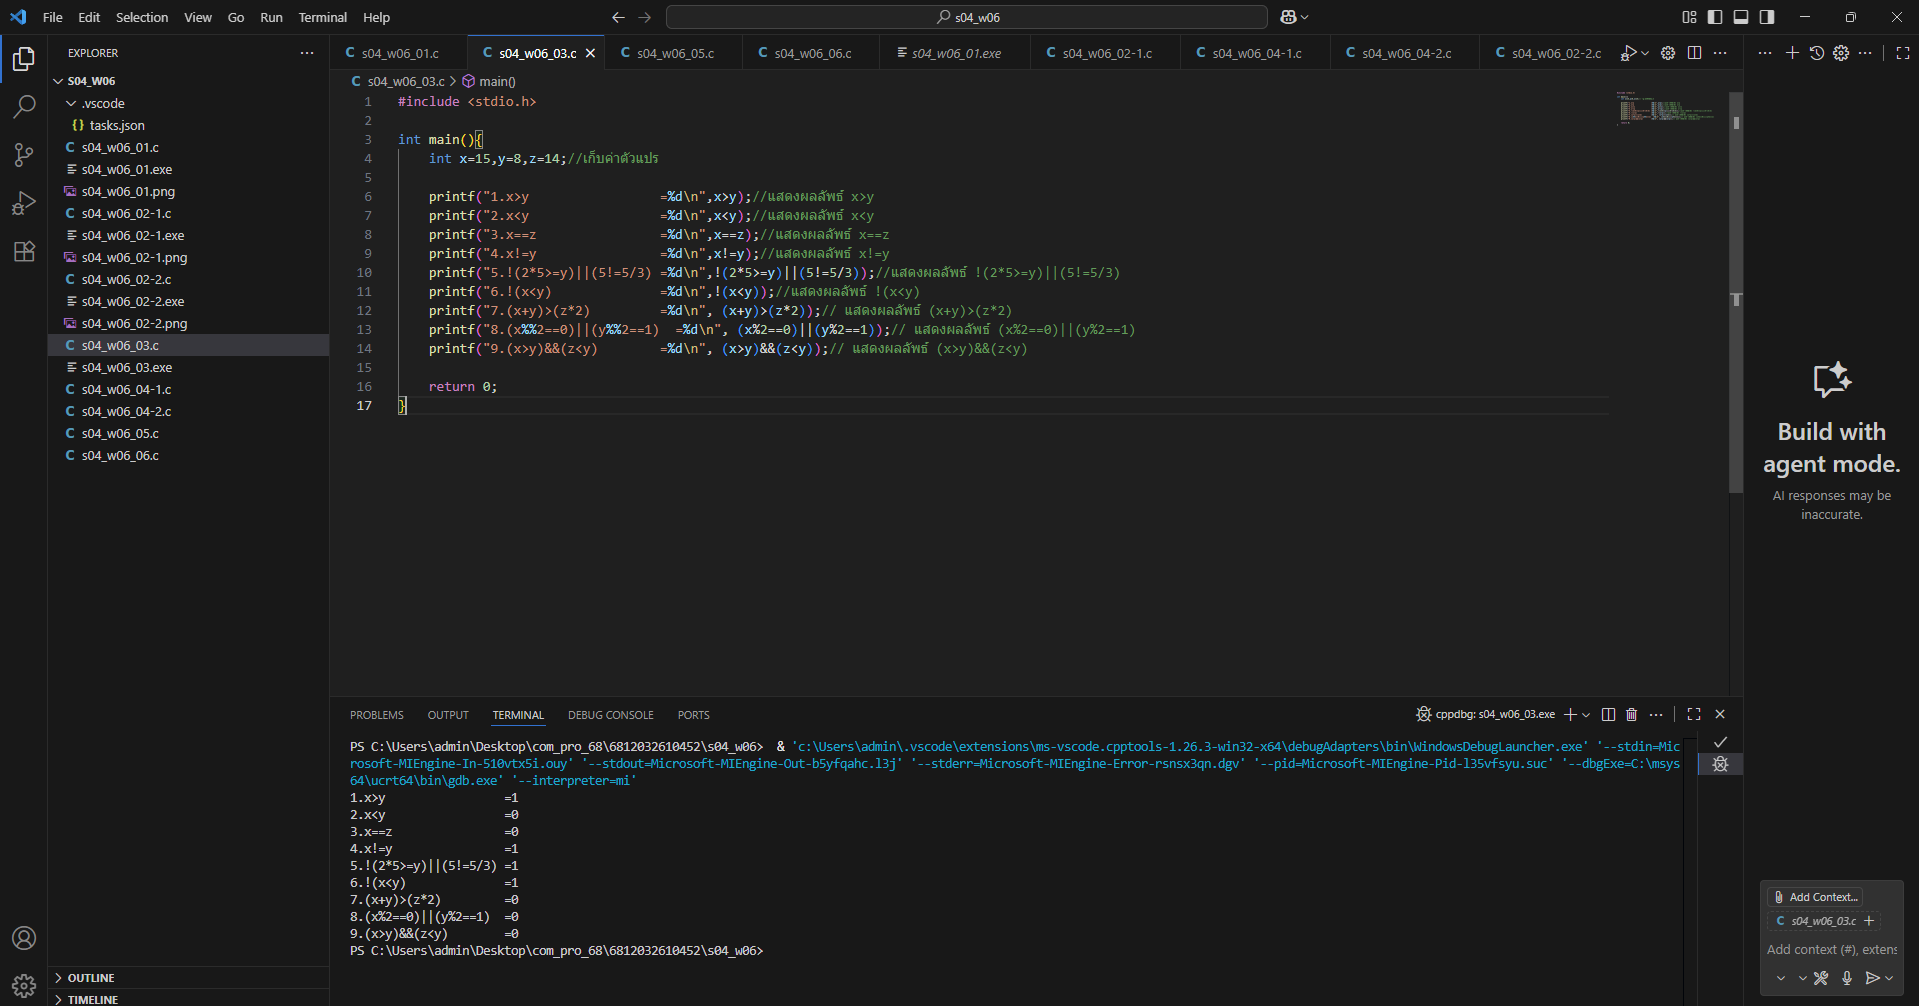 File Edit Selection View Go Run Terminal Help
s04_w06
EXPLORER
S04_W06
.vscode
tasks.json
s04_w06_01.c
s04_w06_01.exe
s04_w06_01.png
s04_w06_02-1.c
s04_w06_02-1.exe
s04_w06_02-1.png
s04_w06_02-2.c
s04_w06_02-2.exe
s04_w06_02-2.png
s04_w06_03.c
s04_w06_03.exe
s04_w06_04-1.c
s04_w06_04-2.c
s04_w06_05.c
s04_w06_06.c
OUTLINE
TIMELINE
s04_w06_01.c s04_w06_03.c s04_w06_05.c s04_w06_06.c s04_w06_01.exe s04_w06_02-1.c s04_w06_04-1.c s04_w06_04-2.c s04_w06_02-2.c
s04_w06_03.c > main()
1 #include <stdio.h>
2
3 int main(){
4 int x=15,y=8,z=14;//เก็บค่าตัวแปร
5
6 printf("1.x>y =%d\n",x>y);//แสดงผลลัพธ์ x>y
7 printf("2.x<y =%d\n",x<y);//แสดงผลลัพธ์ x<y
8 printf("3.x==z =%d\n",x==z);//แสดงผลลัพธ์ x==z
9 printf("4.x!=y =%d\n",x!=y);//แสดงผลลัพธ์ x!=y
10 printf("5.!(2*5>=y)||(5!=5/3) =%d\n",!(2*5>=y)||(5!=5/3));//แสดงผลลัพธ์ !(2*5>=y)||(5!=5/3)
11 printf("6.!(x<y) =%d\n",!(x<y));//แสดงผลลัพธ์ !(x<y)
12 printf("7.(x+y)>(z*2) =%d\n", (x+y)>(z*2));// แสดงผลลัพธ์ (x+y)>(z*2)
13 printf("8.(x%%2==0)||(y%%2==1) =%d\n", (x%2==0)||(y%2==1));// แสดงผลลัพธ์ (x%2==0)||(y%2==1)
14 printf("9.(x>y)&&(z<y) =%d\n", (x>y)&&(z<y));// แสดงผลลัพธ์ (x>y)&&(z<y)
15
16 return 0;
17 }
PROBLEMS OUTPUT TERMINAL DEBUG CONSOLE PORTS
cppdbg: s04_w06_03.exe
PS C:\Users\admin\Desktop\com_pro_68\6812032610452\s04_w06> & 'c:\Users\admin\.vscode\extensions\ms-vscode.cpptools-1.26.3-win32-x64\debugAdapters\bin\WindowsDebugLauncher.exe' '--stdin=Mic
rosoft-MIEngine-In-510vtx5i.ouy' '--stdout=Microsoft-MIEngine-Out-b5yfqahc.l3j' '--stderr=Microsoft-MIEngine-Error-rsnsx3qn.dgv' '--pid=Microsoft-MIEngine-Pid-l35vfsyu.suc' '--dbgExe=C:\msys
64\ucrt64\bin\gdb.exe' '--interpreter=mi'
1.x>y =1
2.x<y =0
3.x==z =0
4.x!=y =1
5.!(2*5>=y)||(5!=5/3) =1
6.!(x<y) =1
7.(x+y)>(z*2) =0
8.(x%2==0)||(y%2==1) =0
9.(x>y)&&(z<y) =0
PS C:\Users\admin\Desktop\com_pro_68\6812032610452\s04_w06>
Build with
agent mode.
AI responses may be
inaccurate.
Add Context...
s04_w06_03.c +
Add context (#), extens